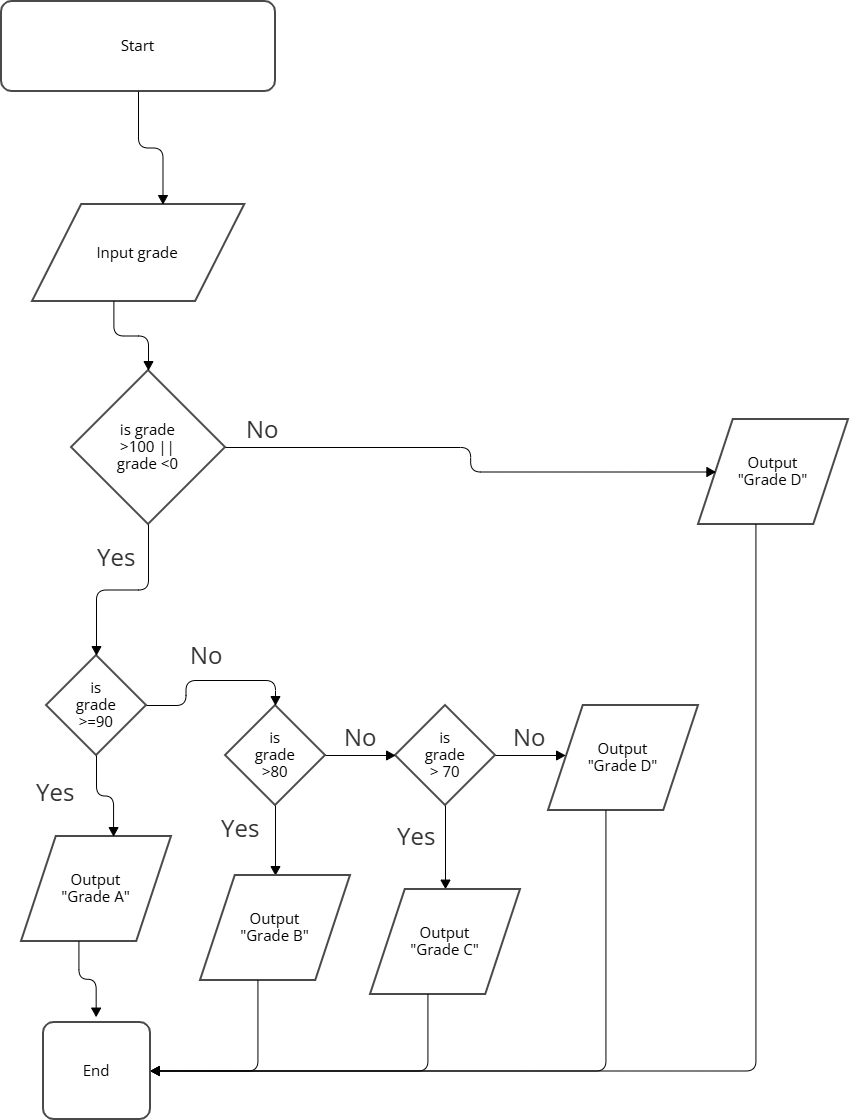 Start
Input grade
is grade
>100 ||
grade <0
No
Output
"Grade D"
Yes
is
grade
>=90
No
is
grade
>80
No
is
grade
> 70
No
Output
"Grade D"
Yes
Yes
Yes
Output
"Grade A"
Output
"Grade B"
Output
"Grade C"
End